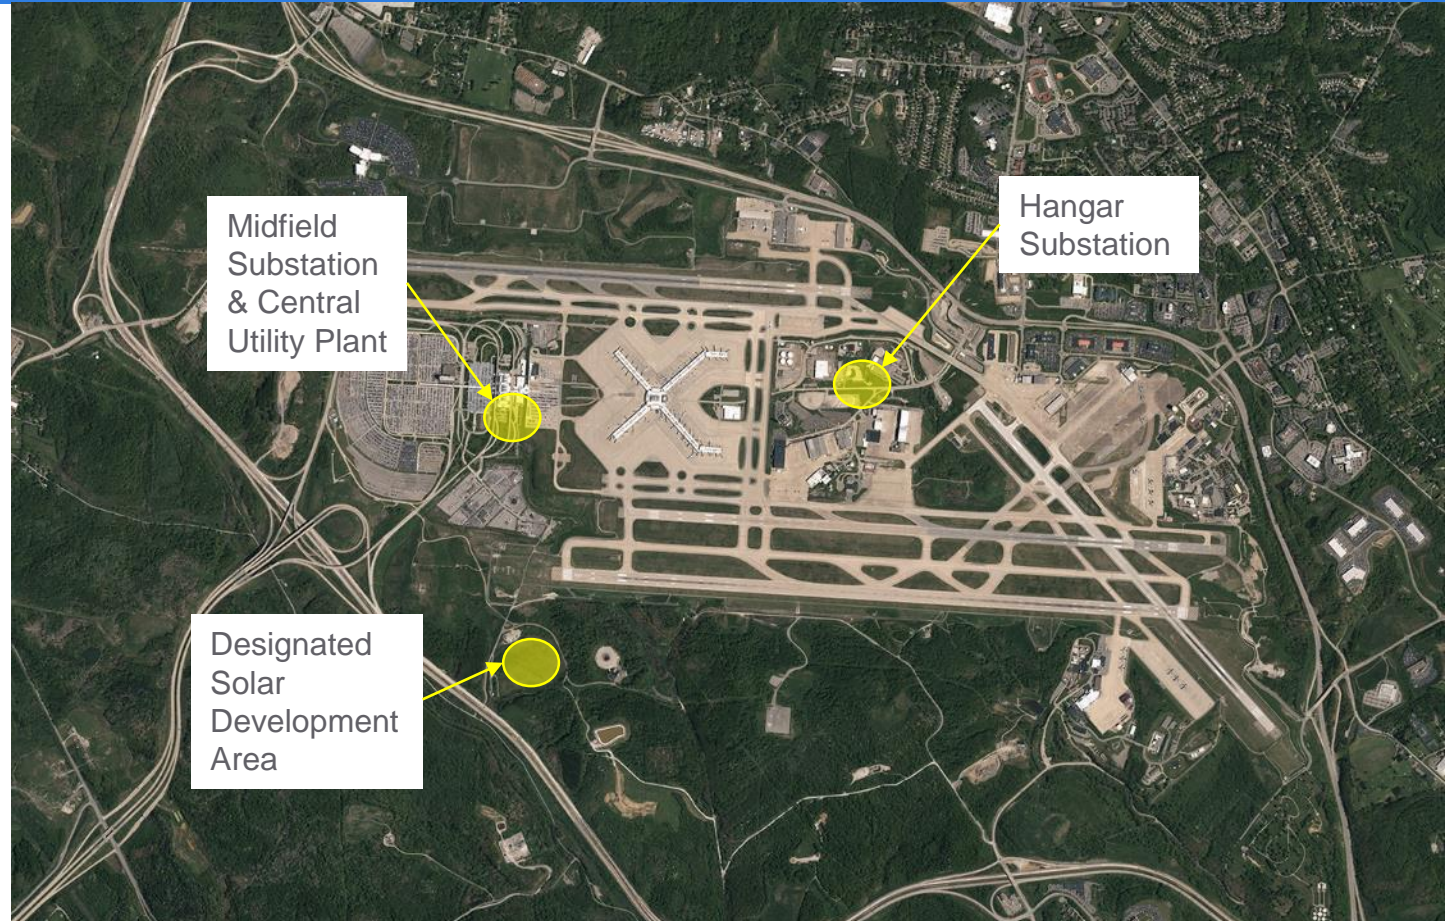 Midfield
Substation
& Central
Utility Plant
Hangar
Substation
Designated
Solar
Development
Area